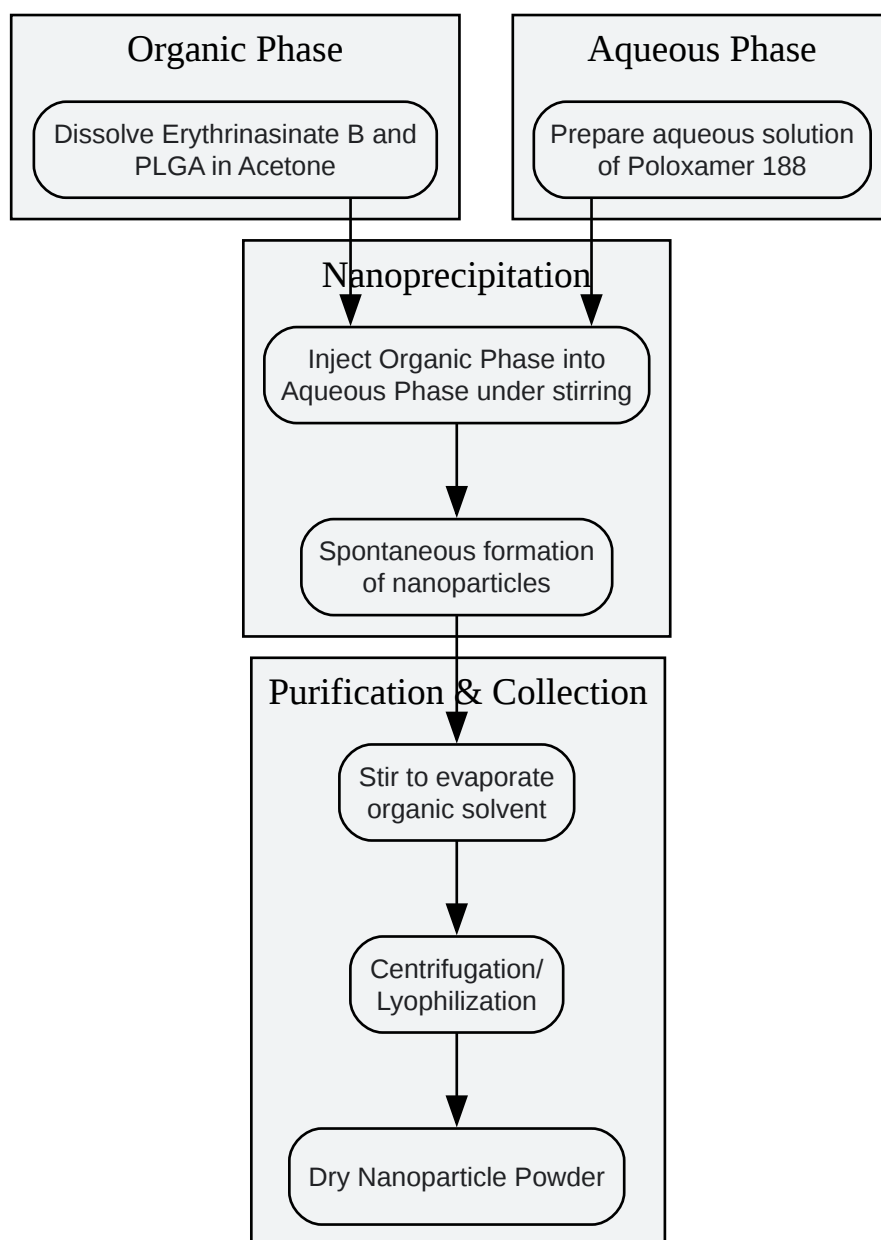 Organic Phase
Dissolve Erythrinasinate B and
PLGA in Acetone
Aqueous Phase
Prepare aqueous solution
of Poloxamer 188
Nanoprecipitation
Inject Organic Phase into
Aqueous Phase under stirring
Spontaneous formation
of nanoparticles
Purification & Collection
Stir to evaporate
organic solvent
Centrifugation/
Lyophilization
Dry Nanoparticle Powder